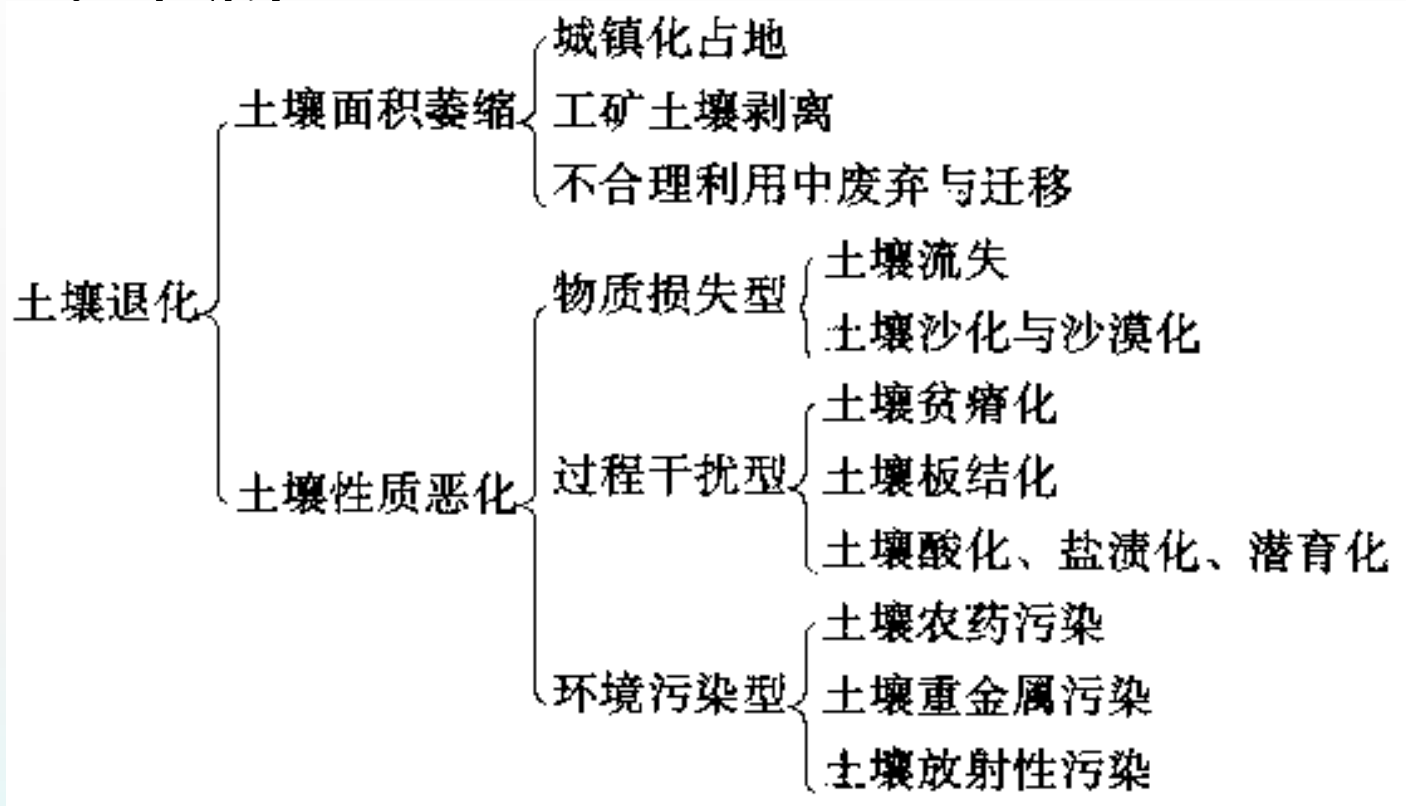 城镇化占地
土壤面积萎缩
工矿土壤剥离
不合理利用中废弃与迁移
土壤流失
物质损失型
土壤退化
土壤沙化与沙漠化
土壤贫瘠化
过程干扰型
土壤板结化
土壤性质恶化
土壤酸化、盐渍化、潜育化
土壤农药污染
环境污染型
土壤重金属污染
土壤放射性污染